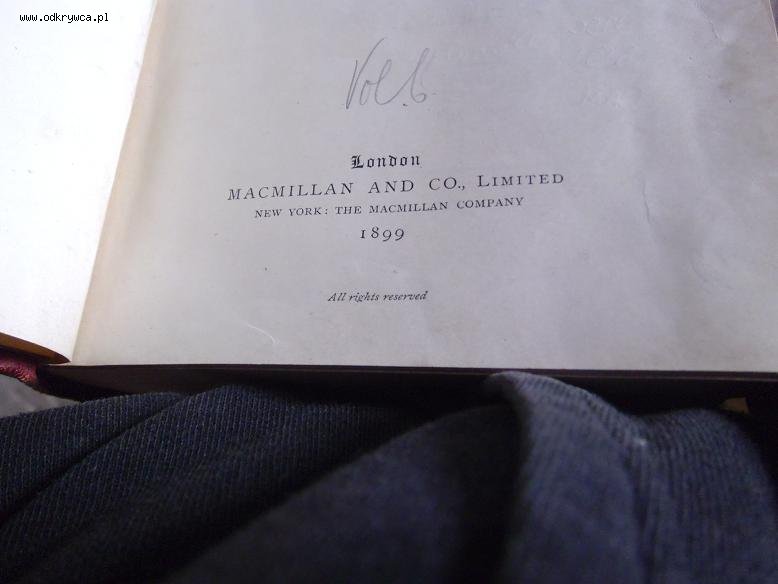 www.odkrywca.pl
Vol. 6
London
MACMILLAN AND CO., LIMITED
NEW YORK: THE MACMILLAN COMPANY
1899
All rights reserved